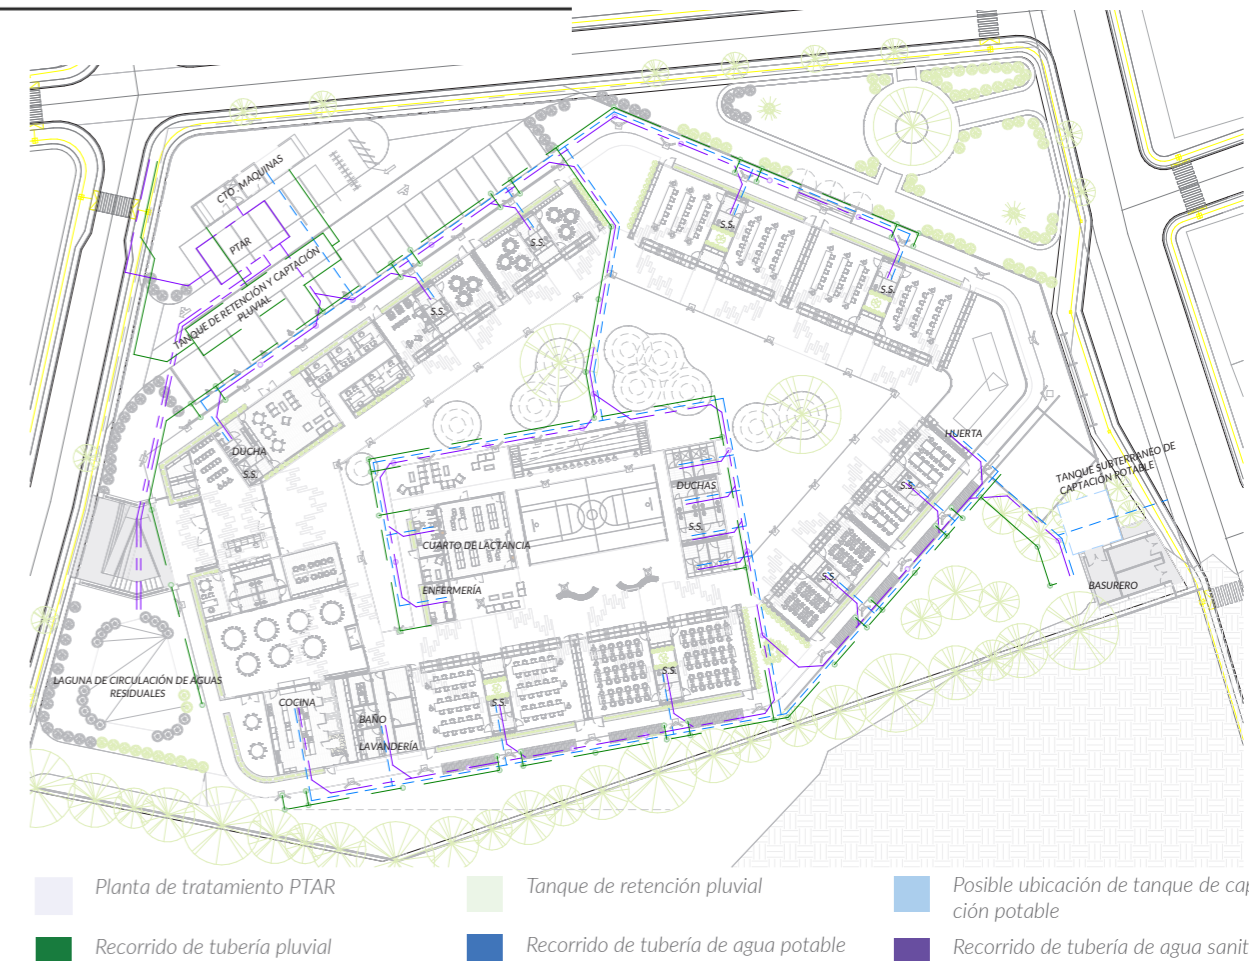 CTO. MAQUINAS
PTAR
TANQUE DE RETENCIÓN Y CAPTACIÓN
PLUVIAL
S.S.
S.S.
S.S.
S.S.
DUCHA
S.S.
HUERTA
TANQUE SUBTERRANEO DE
CAPTACIÓN POTABLE
DUCHAS
S.S.
S.S.
CUARTO DE LACTANCIA
ENFERMERÍA
S.S.
BASURERO
LAGUNA DE CIRCULACIÓN DE AGUAS
RESIDUALES
COCINA
BAÑO
LAVANDERÍA
S.S.
S.S.
Planta de tratamiento PTAR
Tanque de retención pluvial
Posible ubicación de tanque de cap
ción potable
Recorrido de tubería pluvial
Recorrido de tubería de agua potable
Recorrido de tubería de agua sanit